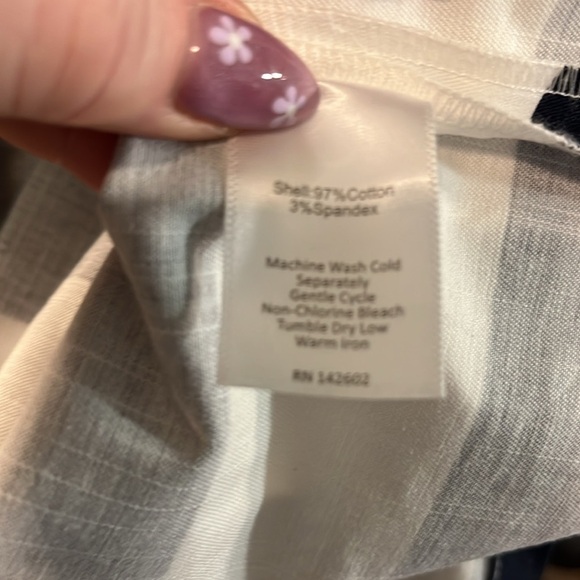 Shell:97%Cotton
3%Spandex
Machine Wash Cold
Separately
Gentle Cycle
Non-Chlorine Bleach
Tumble Dry Low
Warm Iron
RN 142602